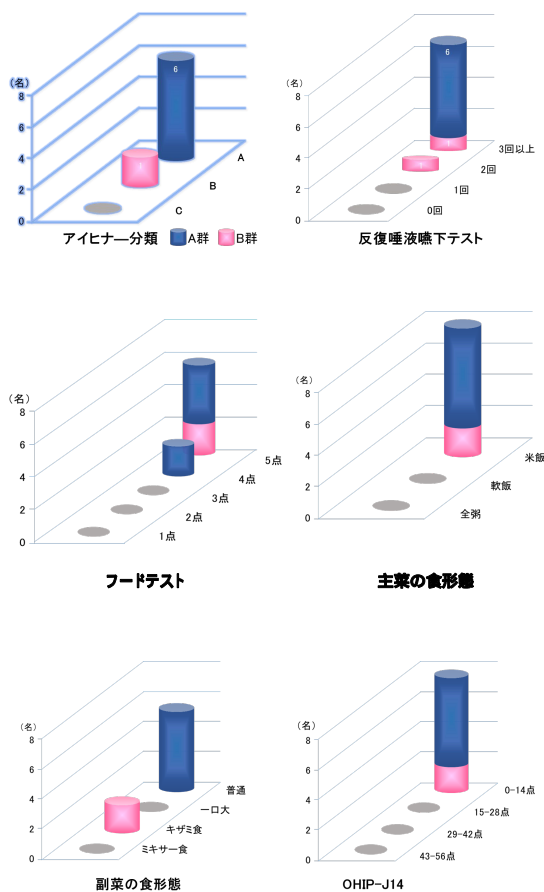 (名)
8
6
4
2
0
6
A
B
C
アイヒナ―分類
A群
B群
(名)
8
6
4
2
0
6
1
1
3回以上
2回
1回
0回
反復唾液嚥下テスト
(名)
8
6
4
2
0
5点
4点
3点
2点
1点
フードテスト
(名)
8
6
4
2
0
米飯
軟飯
全粥
主菜の食形態
(名)
8
6
4
2
0
普通
一口大
キザミ食
ミキサー食
副菜の食形態
(名)
8
6
4
2
0
0-14点
15-28点
29-42点
43-56点
OHIP-J14